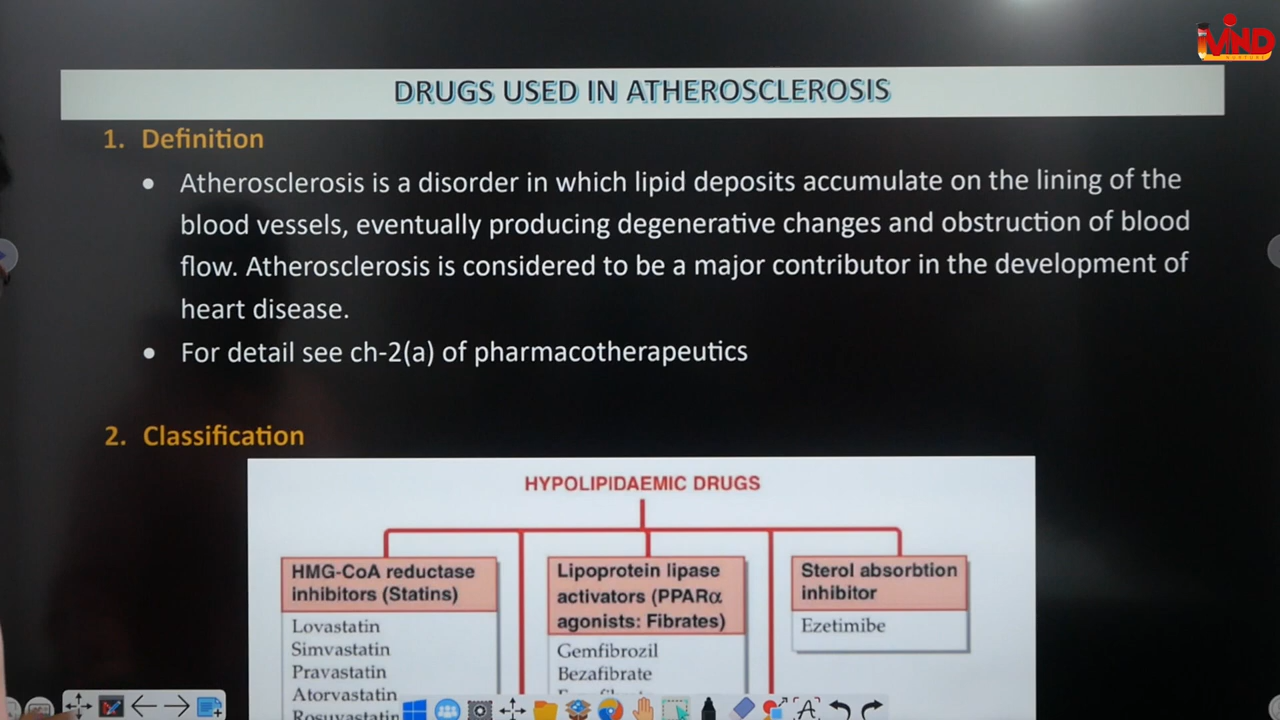 iMIND
DRUGS USED IN ATHEROSCLEROSIS
1. Definition
• Atherosclerosis is a disorder in which lipid deposits accumulate on the lining of the
blood vessels, eventually producing degenerative changes and obstruction of blood
flow. Atherosclerosis is considered to be a major contributor in the development of
heart disease.
• For detail see ch-2(a) of pharmacotherapeutics
2. Classification
HYPOLIPIDAEMIC DRUGS
HMG-CoA reductase
inhibitors (Statins)
Lovastatin
Simvastatin
Pravastatin
Atorvastatin
Rosuvastatin
Lipoprotein lipase
activators (PPARα
agonists: Fibrates)
Gemfibrozil
Bezafibrate
Sterol absorbtion
inhibitor
Ezetimibe